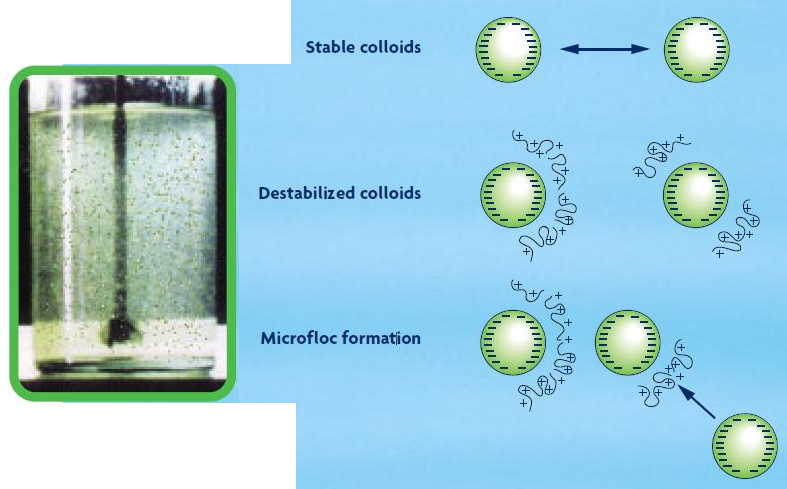 Stable colloids
Destabilized colloids
Microfloc formation